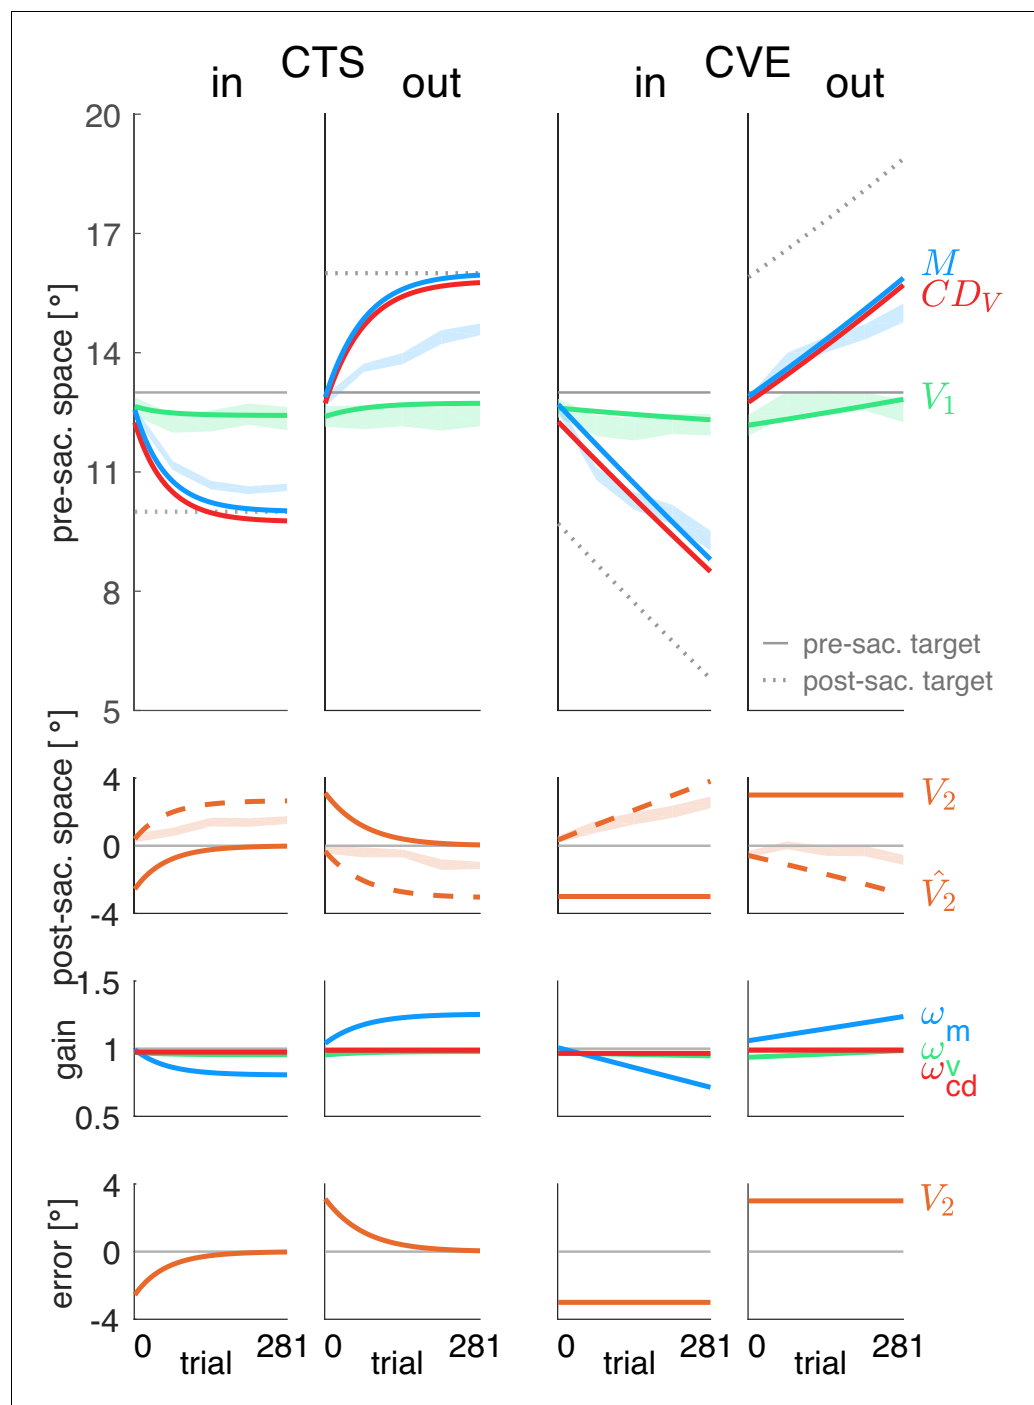 CTS CVE
in out in out
20
17
14
11
8
5
pre-sac. space [°]
M
CD_V
V_1
pre-sac. target
post-sac. target
4
0
-4
post-sac. space [°]
V_2
V̂_2
1.5
1
0.5
gain
ω_m
ω_v
ω_cd
4
0
-4
error [°]
V_2
0 281 0 281 0 281 0 281
trial trial trial trial